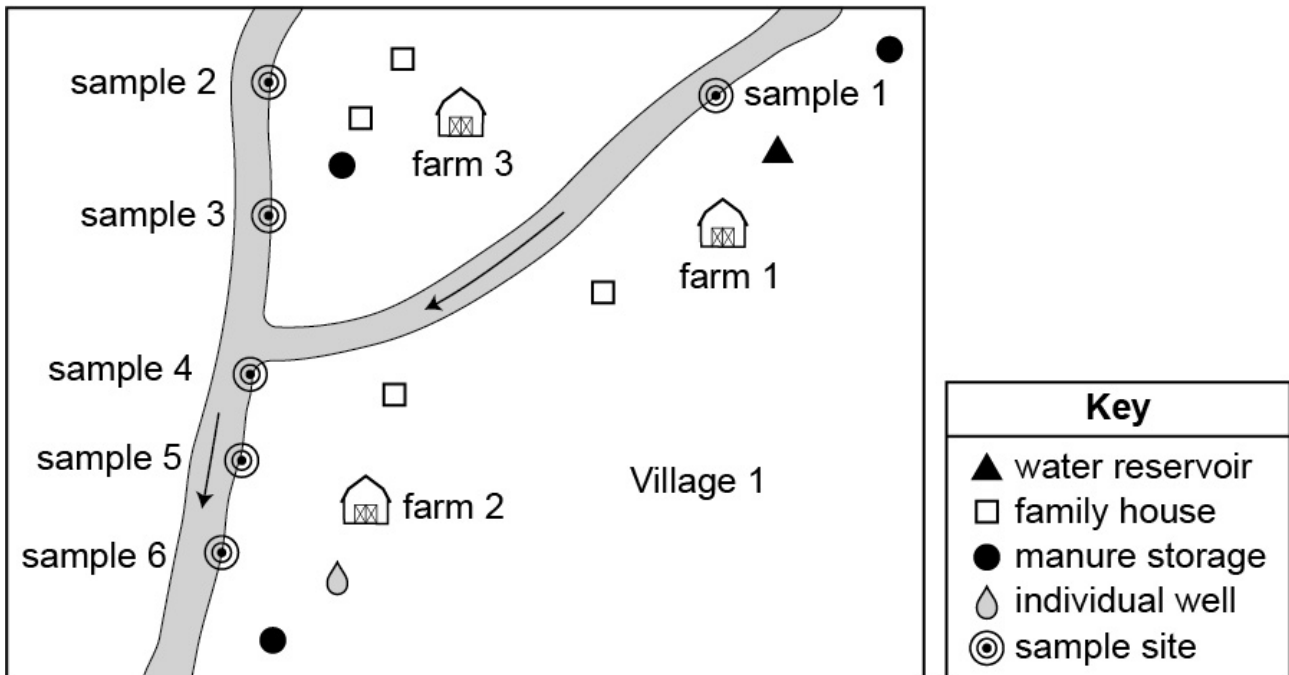 sample 2
sample 1
farm 3
sample 3
farm 1
sample 4
sample 5
Village 1
farm 2
sample 6
Key
water reservoir
family house
manure storage
individual well
sample site